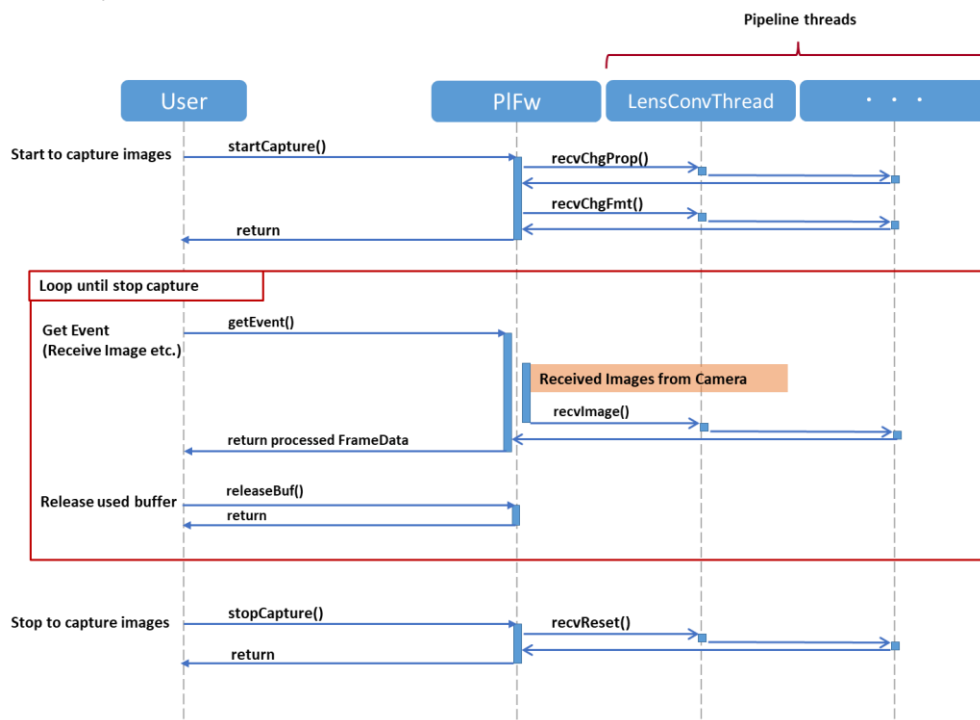 Pipeline threads
User
PlFw
LensConvThread
· · ·
Start to capture images
startCapture()
recvChgProp()
recvChgFmt()
return
Loop until stop capture
Get Event
(Receive Image etc.)
getEvent()
Received Images from Camera
recvImage()
return processed FrameData
Release used buffer
releaseBuf()
return
Stop to capture images
stopCapture()
recvReset()
return